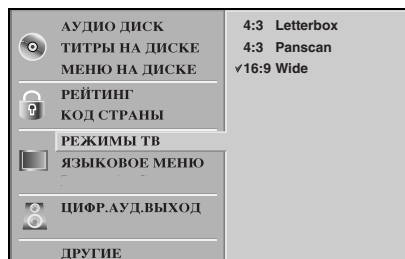 АУДИО ДИСК
ТИТРЫ НА ДИСКЕ
МЕНЮ НА ДИСКЕ
РЕЙТИНГ
КОД СТРАНЫ
РЕЖИМЫ ТВ
ЯЗЫКОВОЕ МЕНЮ
ЦИФР.АУД.ВЫХОД
ДРУГИЕ
4:3 Letterbox
4:3 Panscan
✓16:9 Wide